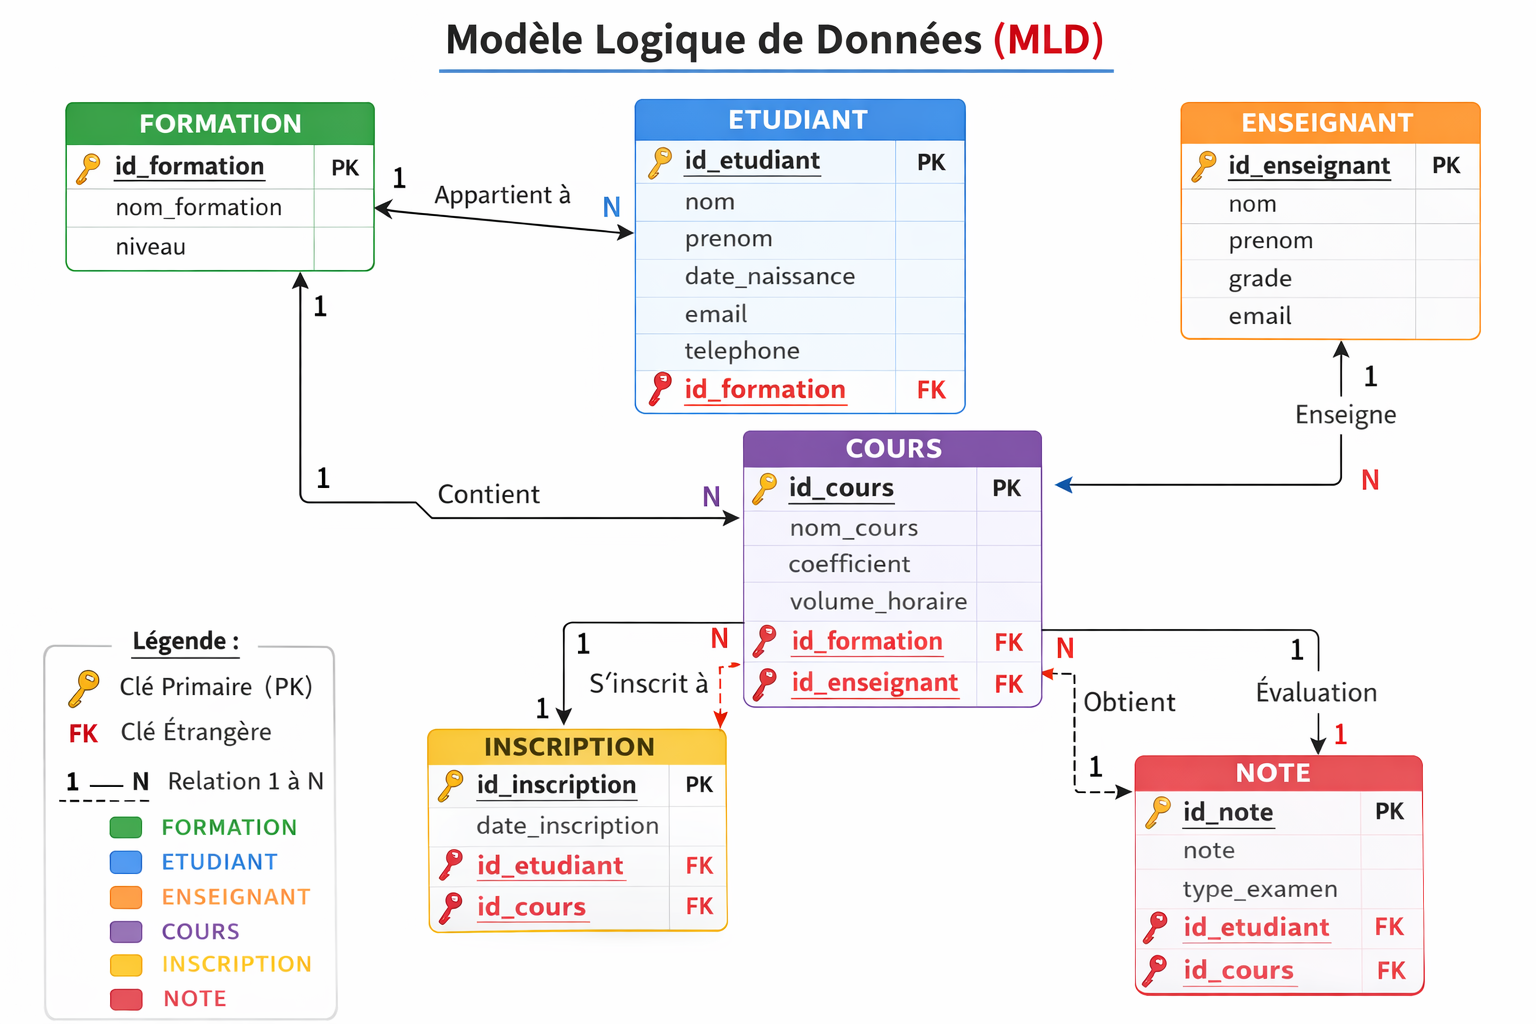 Modèle Logique de Données (MLD)
FORMATION
id_formation PK
nom_formation
niveau
1
Appartient à
N
ETUDIANT
id_etudiant PK
nom
prenom
date_naissance
email
telephone
id_formation FK
ENSEIGNANT
id_enseignant PK
nom
prenom
grade
email
1
Enseigne
N
1
1
Contient
N
COURS
id_cours PK
nom_cours
coefficient
volume_horaire
id_formation FK
id_enseignant FK
1
N
S'inscrit à
1
N
Obtient
1
1
Évaluation
1
INSCRIPTION
id_inscription PK
date_inscription
id_etudiant FK
id_cours FK
NOTE
id_note PK
note
type_examen
id_etudiant FK
id_cours FK
Légende :
Clé Primaire (PK)
FK Clé Étrangère
1 — N Relation 1 à N
FORMATION
ETUDIANT
ENSEIGNANT
COURS
INSCRIPTION
NOTE